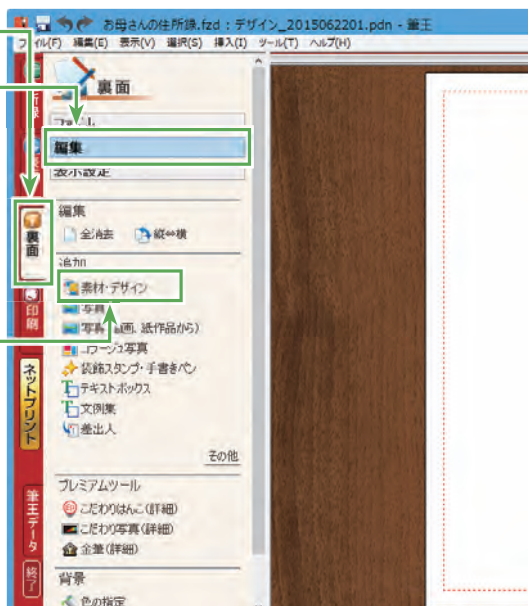 お母さんの住所録.fzd : デザイン_2015062201.pdn - 筆王
編集(E) 表示(V) 選択(S) 挿入(I) ツール(T) ヘルプ(H)
裏面
編集
表示設定
裏面
印刷
ネットプリント
筆王データ
終了
編集
全消去 縦⇔横
追加
素材・デザイン
写真
コラージュ写真
装飾スタンプ・手書きペン
テキストボックス
文例集
差出人
その他
プレミアムツール
こだわりはんこ(詳細)
こだわり写真(詳細)
金筆(詳細)
背景
色の指定